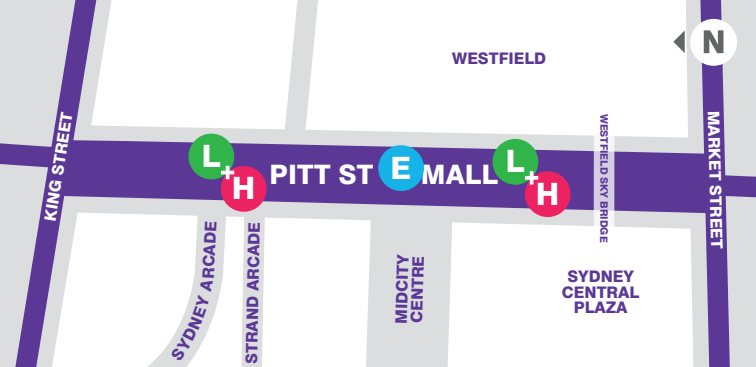 WESTFIELD
N
KING STREET
L+H
PITT ST
E
MALL
L+H
WESTFIELD SKY BRIDGE
MARKET STREET
SYDNEY ARCADE
STRAND ARCADE
MIDCITY
CENTRE
SYDNEY
CENTRAL
PLAZA